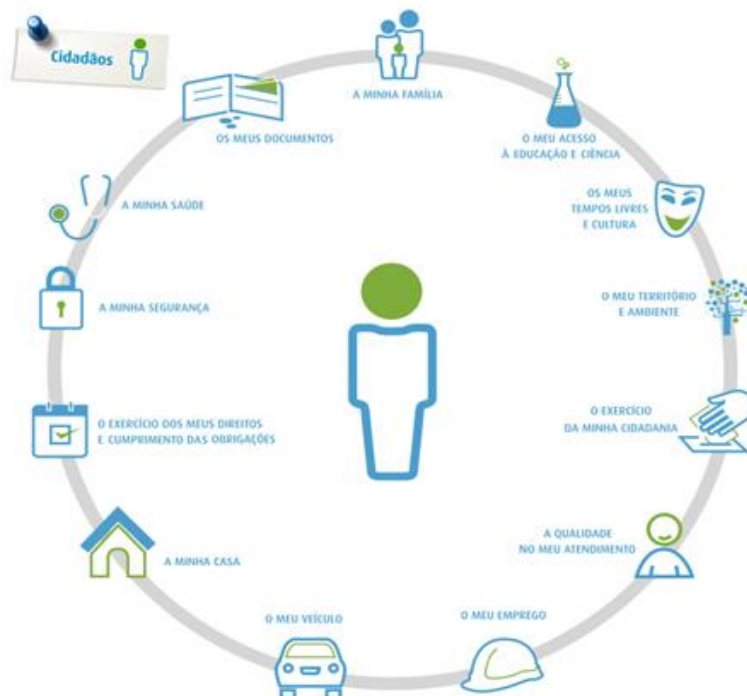 Cidadãos
A MINHA FAMÍLIA
O MEU ACESSO
À EDUCAÇÃO E CIÊNCIA
OS MEUS
TEMPOS LIVRES
E CULTURA
O MEU TERRITÓRIO
E AMBIENTE
O EXERCÍCIO
DA MINHA CIDADANIA
A QUALIDADE
NO MEU ATENDIMENTO
O MEU EMPREGO
O MEU VEÍCULO
A MINHA CASA
O EXERCÍCIO DOS MEUS DIREITOS
E CUMPRIMENTO DAS OBRIGAÇÕES
A MINHA SEGURANÇA
A MINHA SAÚDE
OS MEUS DOCUMENTOS